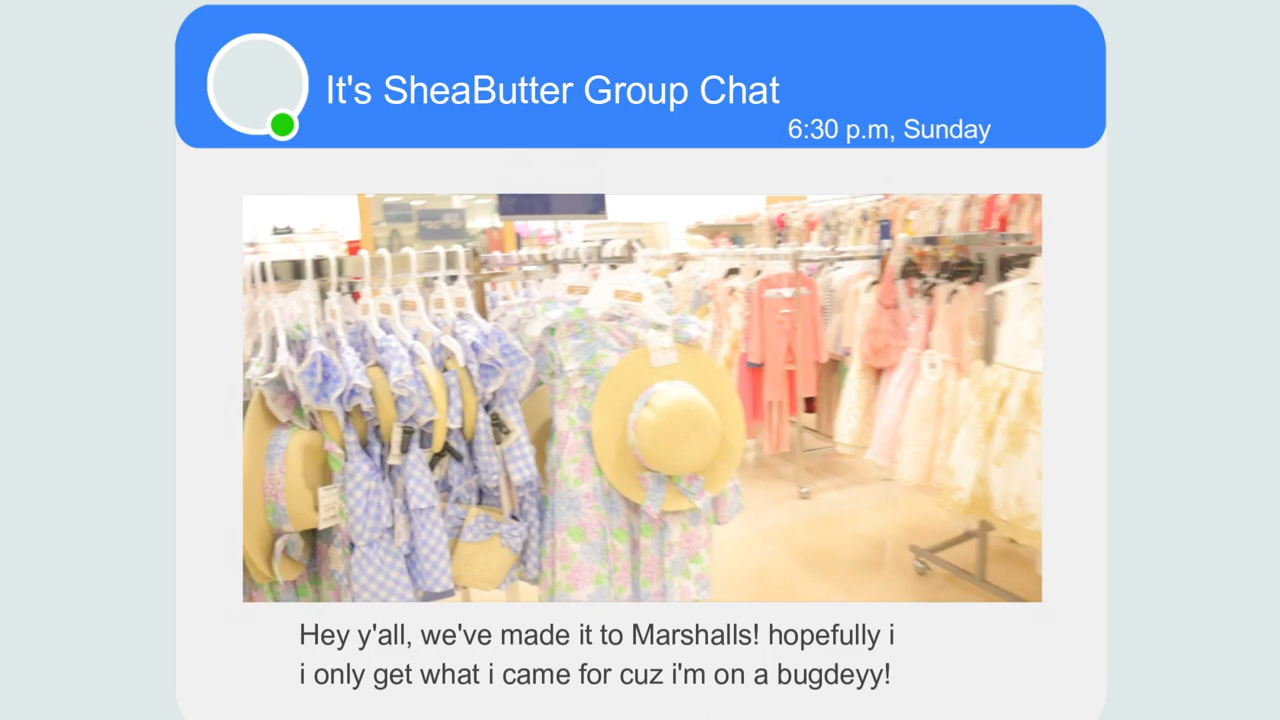 It's SheaButter Group Chat
6:30 p.m, Sunday
Hey y'all, we've made it to Marshalls! hopefully i
i only get what i came for cuz i'm on a bugdeyy!